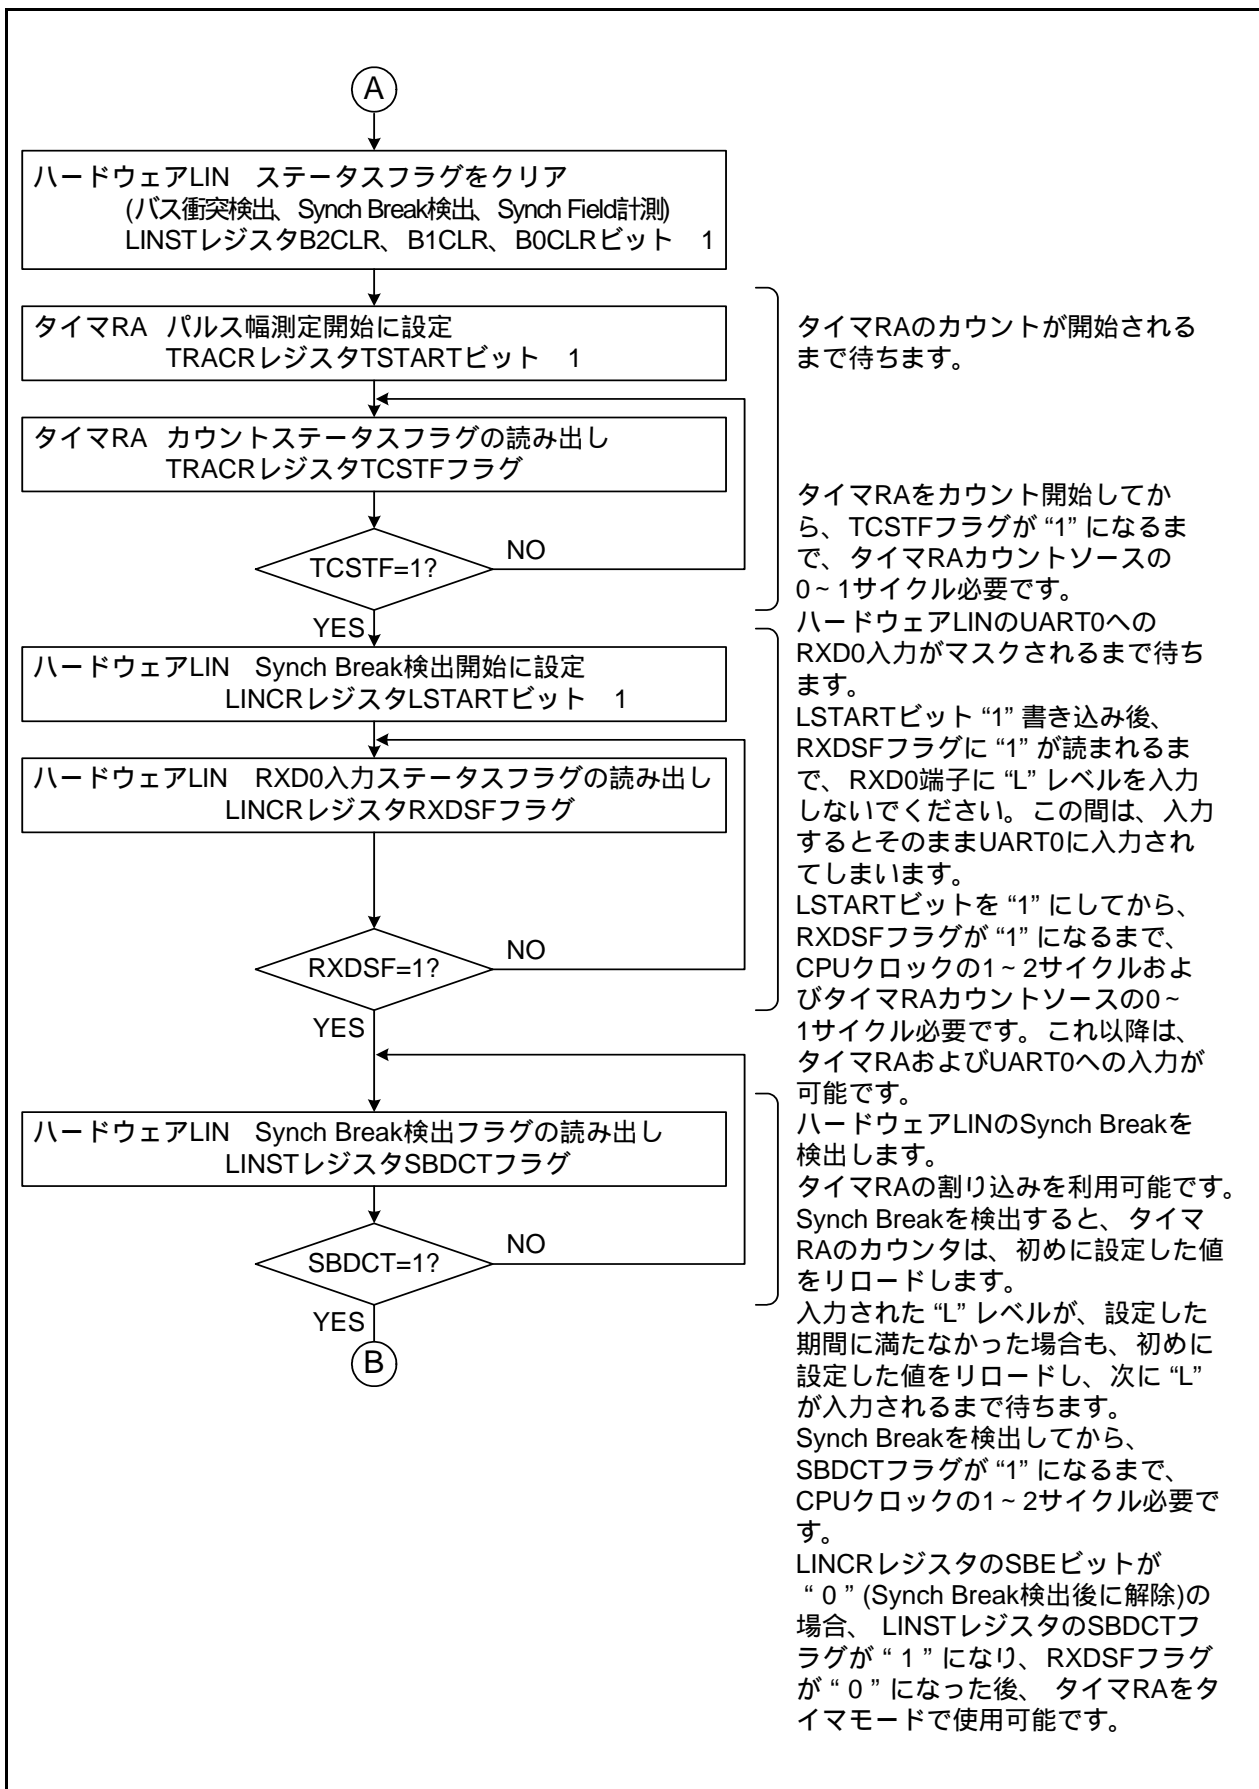 A
ハードウェアLIN ステータスフラグをクリア
(バス衝突検出、Synch Break検出、Synch Field計測)
LINSTレジスタB2CLR、B1CLR、B0CLRビット 1
タイマRA パルス幅測定開始に設定
TRACRレジスタTSTARTビット 1
タイマRA カウントステータスフラグの読み出し
TRACRレジスタTCSTFフラグ
TCSTF=1?
NO
YES
ハードウェアLIN Synch Break検出開始に設定
LINCRレジスタLSTARTビット 1
ハードウェアLIN RXD0入力ステータスフラグの読み出し
LINCRレジスタRXDSFフラグ
RXDSF=1?
NO
YES
ハードウェアLIN Synch Break検出フラグの読み出し
LINSTレジスタSBDCTフラグ
SBDCT=1?
NO
YES
B
タイマRAのカウントが開始される
まで待ちます。
タイマRAをカウント開始してか
ら、TCSTFフラグが “1” になるま
で、タイマRAカウントソースの
0~1サイクル必要です。
ハードウェアLINのUART0への
RXD0入力がマスクされるまで待ち
ます。
LSTARTビット “1” 書き込み後、
RXDSFフラグに “1” が読まれるま
で、RXD0端子に “L” レベルを入力
しないでください。この間は、入力
するとそのままUART0に入力され
てしまいます。
LSTARTビットを “1” にしてから、
RXDSFフラグが “1” になるまで、
CPUクロックの1~2サイクルおよ
びタイマRAカウントソースの0~
1サイクル必要です。これ以降は、
タイマRAおよびUART0への入力が
可能です。
ハードウェアLINのSynch Breakを
検出します。
タイマRAの割り込みを利用可能です。
Synch Breakを検出すると、タイマ
RAのカウンタは、初めに設定した値
をリロードします。
入力された “L” レベルが、設定した
期間に満たなかった場合も、初めに
設定した値をリロードし、次に “L”
が入力されるまで待ちます。
Synch Breakを検出してから、
SBDCTフラグが “1” になるまで、
CPUクロックの1~2サイクル必要で
す。
LINCRレジスタのSBEビットが
“ 0 ” (Synch Break検出後に解除)の
場合、 LINSTレジスタのSBDCTフ
ラグが “ 1 ” になり、RXDSFフラグ
が “ 0 ” になった後、 タイマRAをタ
イマモードで使用可能です。